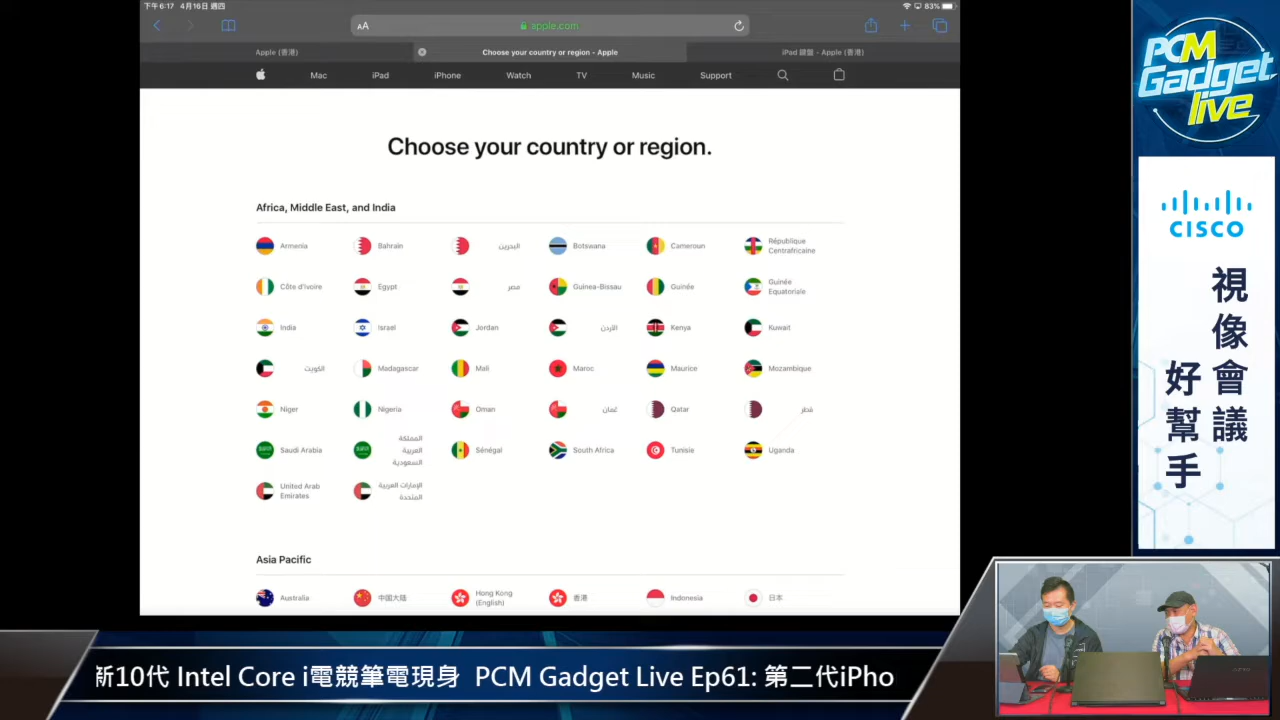 下午6:17 4月16日 週四
83%
AA
apple.com
Apple (香港)
Choose your country or region - Apple
iPad 鍵盤 - Apple (香港)
Mac
iPad
iPhone
Watch
TV
Music
Support
Choose your country or region.
Africa, Middle East, and India
Armenia
Bahrain
البحرين
Botswana
Cameroun
République
Centrafricaine
Côte d'Ivoire
Egypt
مصر
Guinea-Bissau
Guinée
Guinée
Equatoriale
India
Israel
Jordan
الأردن
Kenya
Kuwait
الكويت
Madagascar
Mali
Maroc
Maurice
Mozambique
Niger
Nigeria
Oman
عُمان
Qatar
قطر
Saudi Arabia
المملكة
العربية
السعودية
Sénégal
South Africa
Tunisie
Uganda
United Arab
Emirates
الإمارات العربية
المتحدة
Asia Pacific
Australia
中国大陆
Hong Kong
(English)
香港
Indonesia
日本
PCM
Gadget
live
CISCO
視像會議
好幫手
新10代 Intel Core i電競筆電現身 PCM Gadget Live Ep61: 第二代iPho